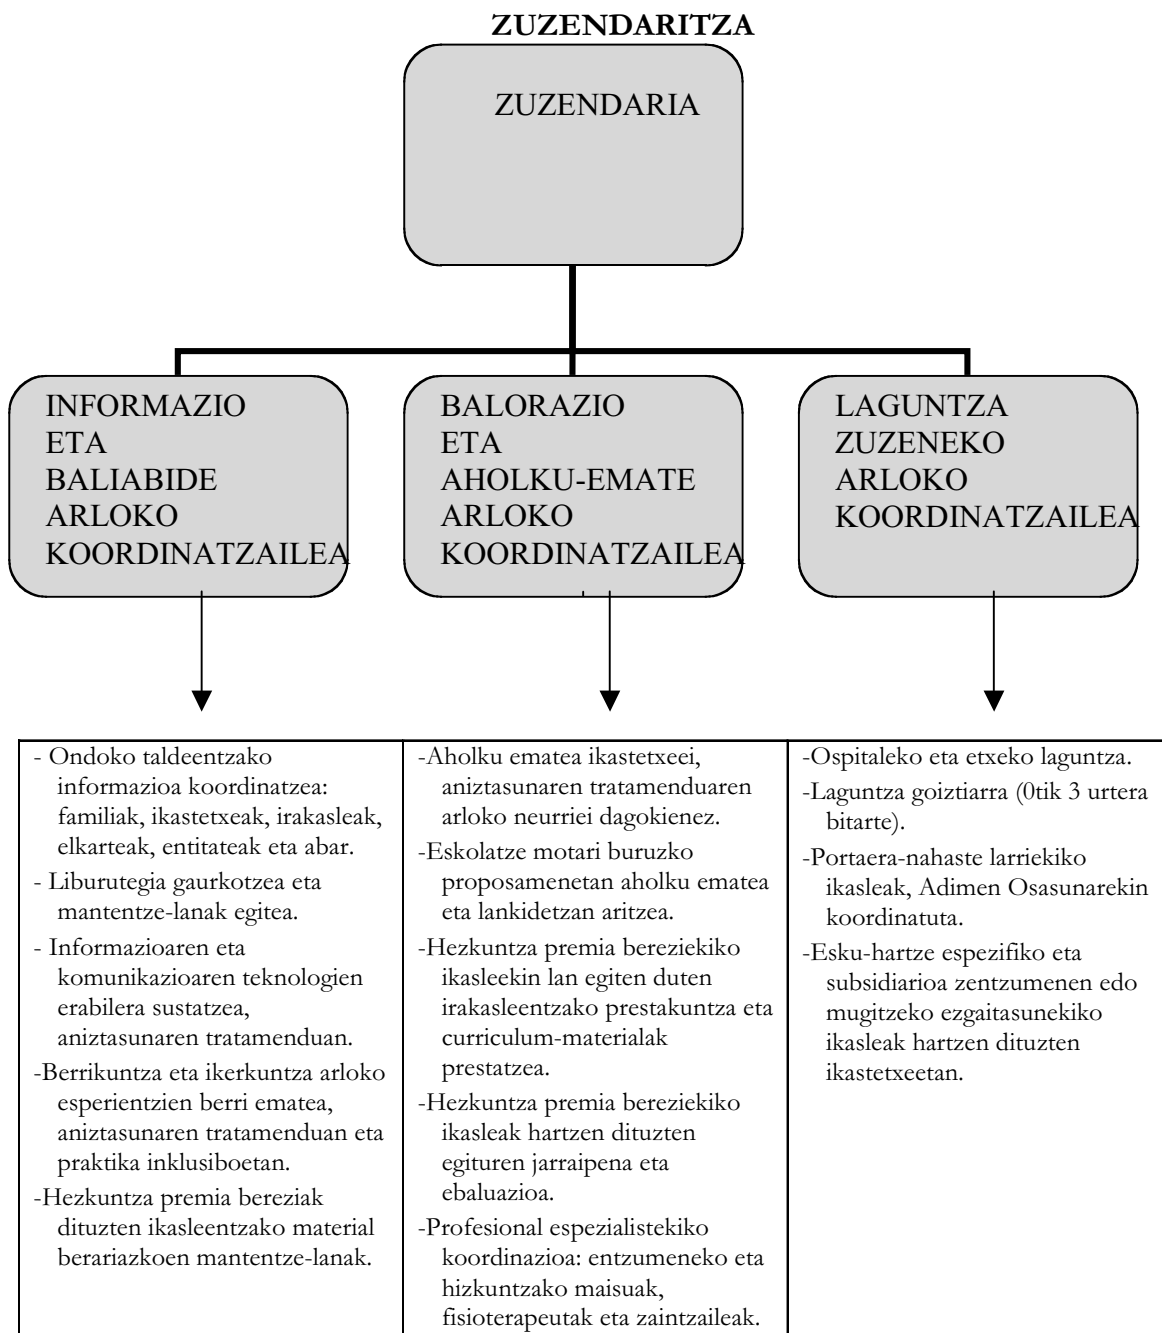 ZUZENDARITZA
ZUZENDARIA
INFORMAZIO
ETA
BALIABIDE
ARLOKO
KOORDINATZAILEA
BALORAZIO
ETA
AHOLKU-EMATE
ARLOKO
KOORDINATZAILEA
LAGUNTZA
ZUZENEKO
ARLOKO
KOORDINATZAILEA
- Ondoko taldeentzako
informazioa koordinatzea:
familiak, ikastetxeak, irakasleak,
elkarteak, entitateak eta abar.
- Liburutegia gaurkotzea eta
mantentze-lanak egitea.
- Informazioaren eta
komunikazioaren teknologien
erabilera sustatzea,
aniztasunaren tratamenduan.
-Berrikuntza eta ikerkuntza arloko
esperientzien berri ematea,
aniztasunaren tratamenduan eta
praktika inklusiboetan.
-Hezkuntza premia bereziak
dituzten ikasleentzako material
berariazkoen mantentze-lanak.
-Aholku ematea ikastetxeei,
aniztasunaren tratamenduaren
arloko neurriei dagokienez.
-Eskolatze motari buruzko
proposamenetan aholku ematea
eta lankidetzan aritzea.
-Hezkuntza premia bereziekiko
ikasleekin lan egiten duten
irakasleentzako prestakuntza eta
curriculum-materialak
prestatzea.
-Hezkuntza premia bereziekiko
ikasleak hartzen dituzten
egituren jarraipena eta
ebaluazioa.
-Profesional espezialistekiko
koordinazioa: entzumeneko eta
hizkuntzako maisuak,
fisioterapeutak eta zaintzaileak.
-Ospitaleko eta etxeko laguntza.
-Laguntza goiztiarra (0tik 3 urtera
bitarte).
-Portaera-nahaste larriekiko
ikasleak, Adimen Osasunarekin
koordinatuta.
-Esku-hartze espezifiko eta
subsidiarioa zentzumenen edo
mugitzeko ezgaitasunekiko
ikasleak hartzen dituzten
ikastetxeetan.